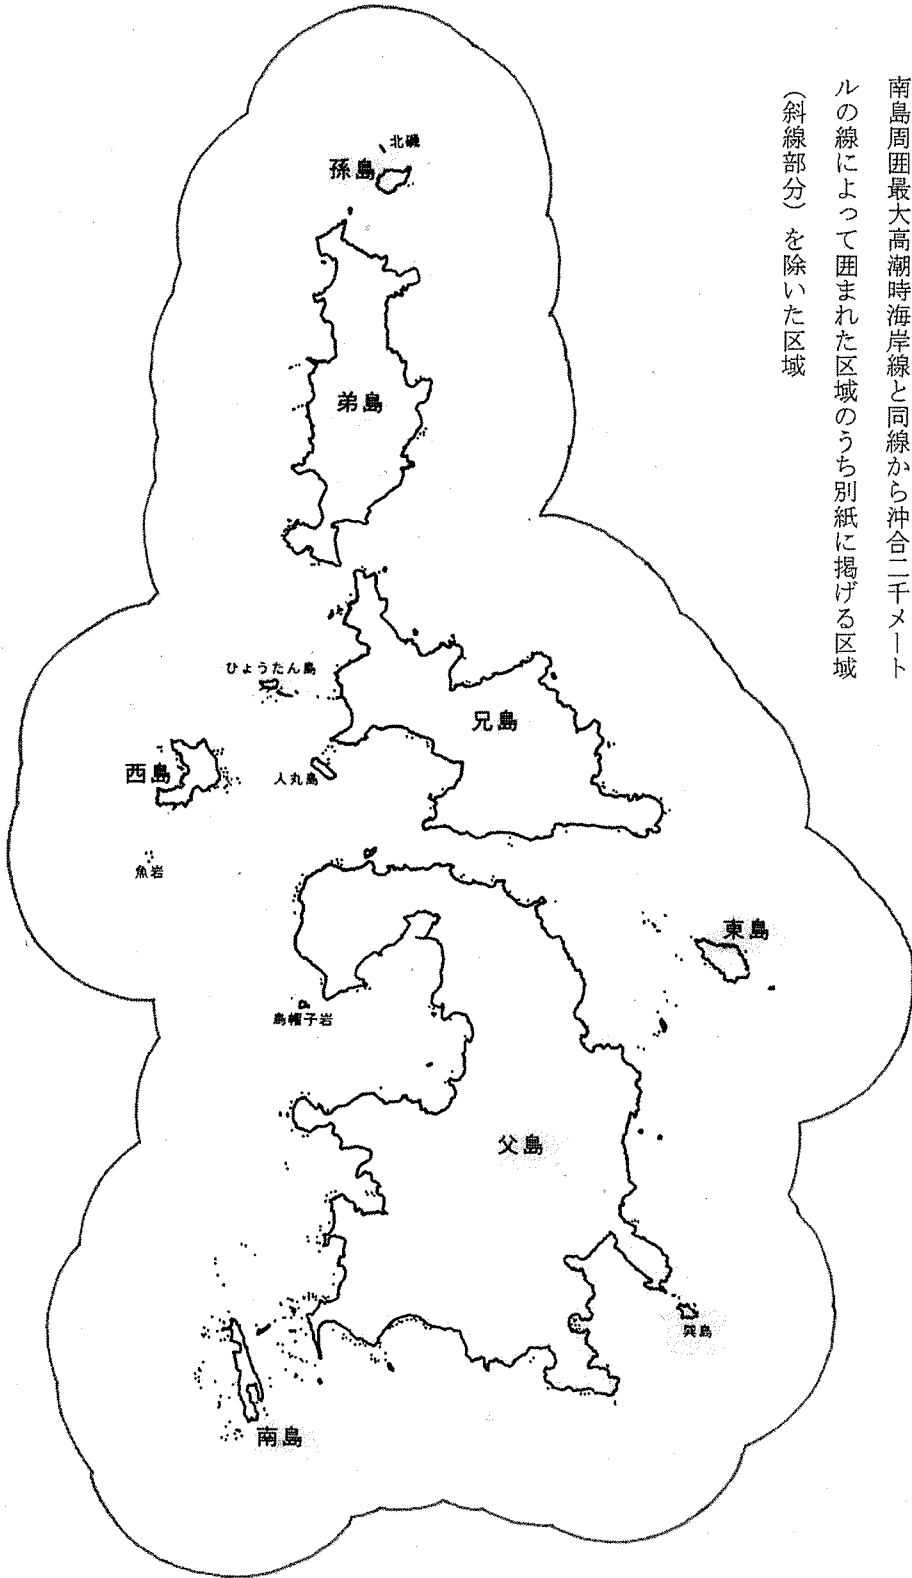 南島周囲最大高潮時海岸線と同線から沖合二千メート
ルの線によって囲まれた区域のうち別紙に掲げる区域
（斜線部分）を除いた区域
北磯
孫島
弟島
ひょうたん島
兄島
西島
人丸島
魚岩
東島
烏帽子岩
父島
巽島
南島